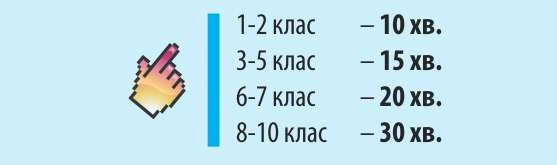 1-2 клас – 10 хв.
3-5 клас – 15 хв.
6-7 клас – 20 хв.
8-10 клас – 30 хв.